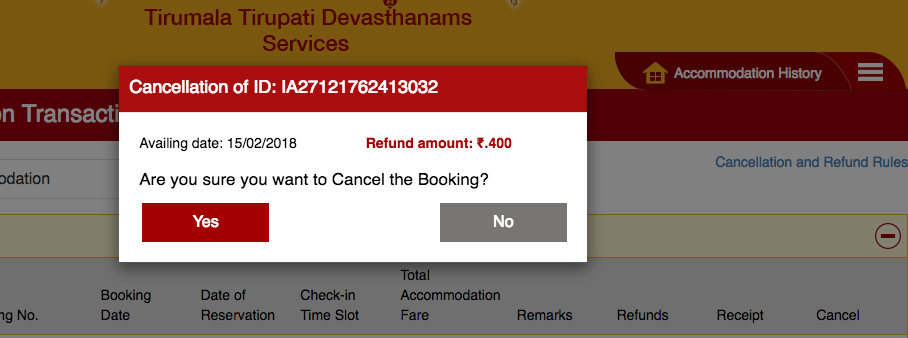 Tirumala Tirupati Devasthanams
Services
Accommodation History
Cancellation of ID: IA27121762413032
on Transacti
Availing date: 15/02/2018
Refund amount: ₹.400
Cancellation and Refund Rules
Are you sure you want to Cancel the Booking?
odation
Yes
No
Total
Booking Date of Check-in Accommodation
ng No. Date Reservation Time Slot Fare Remarks Refunds Receipt Cancel